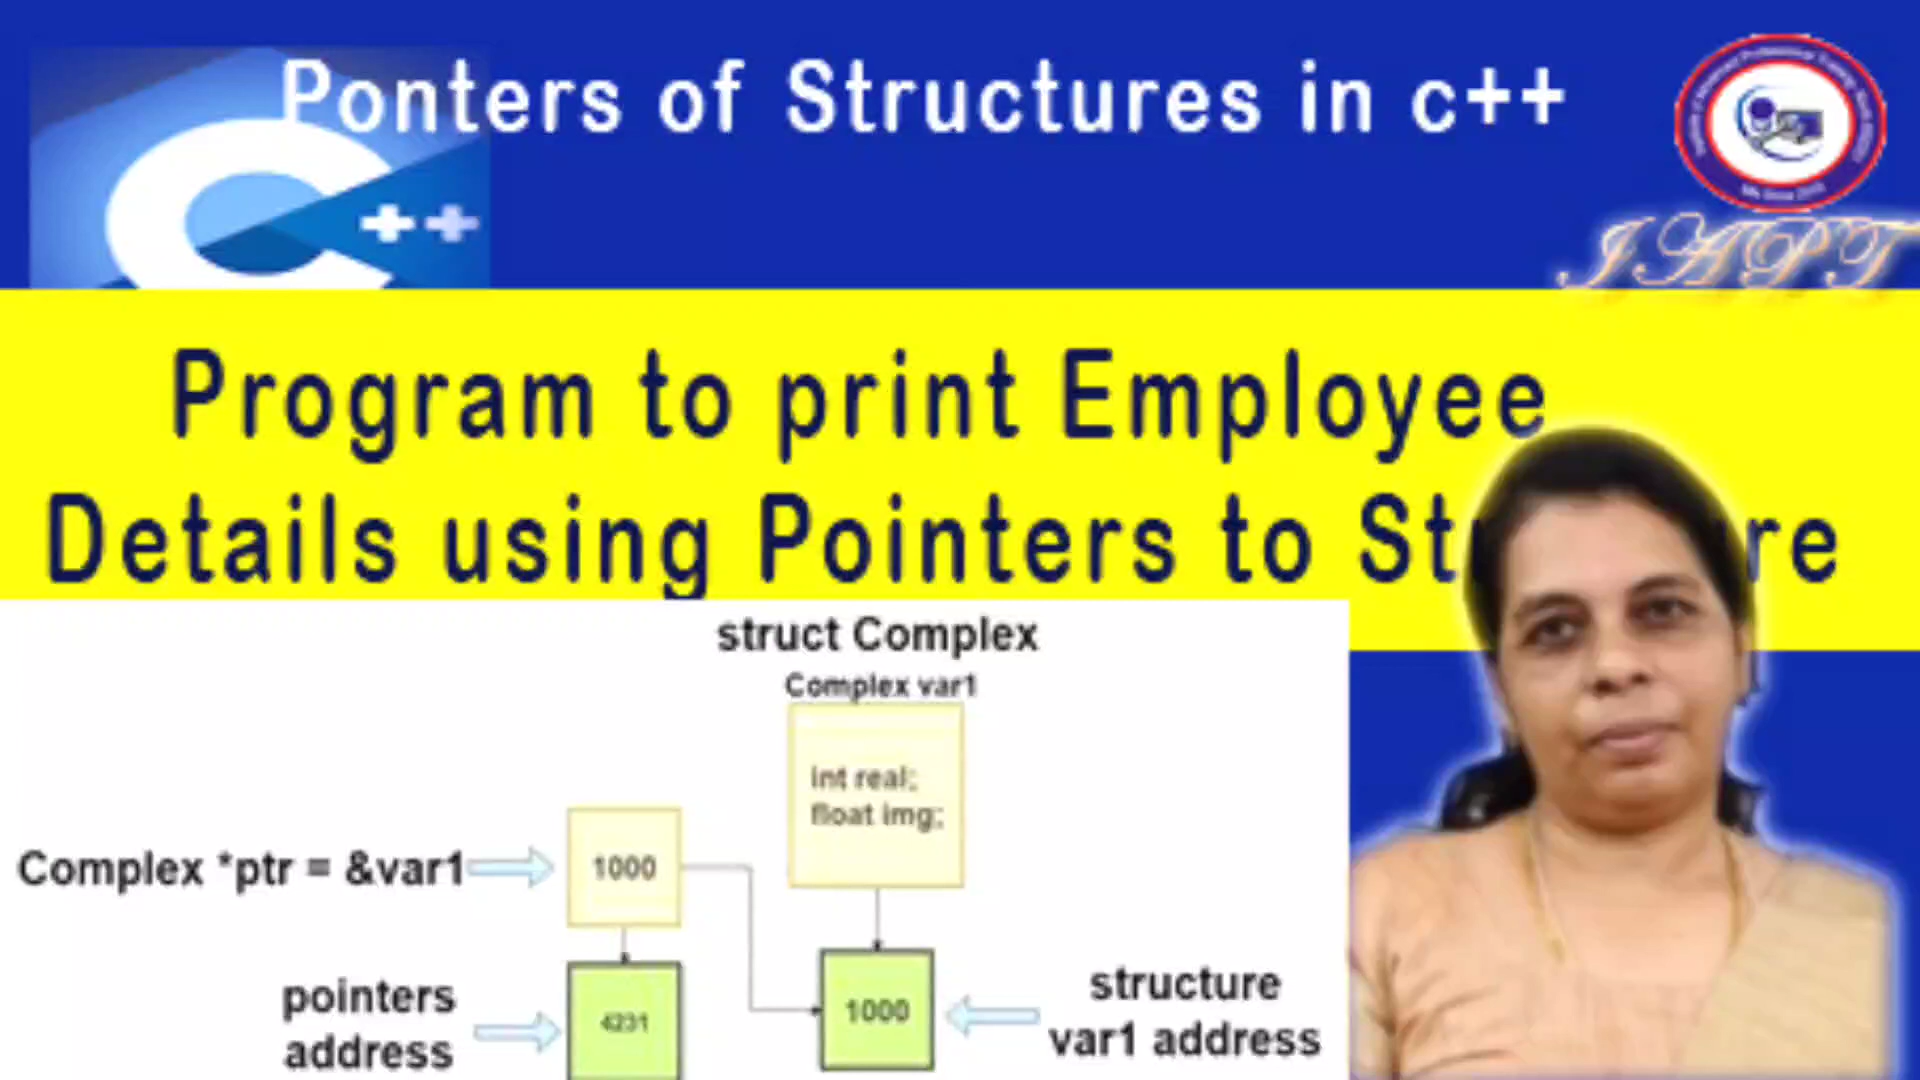 Ponters of Structures in c++
C++
IAPT
Program to print Employee
Details using Pointers to St re
struct Complex
Complex var1
int real;
float img;
Complex *ptr = &var1
1000
pointers
address
4231
1000
structure
var1 address